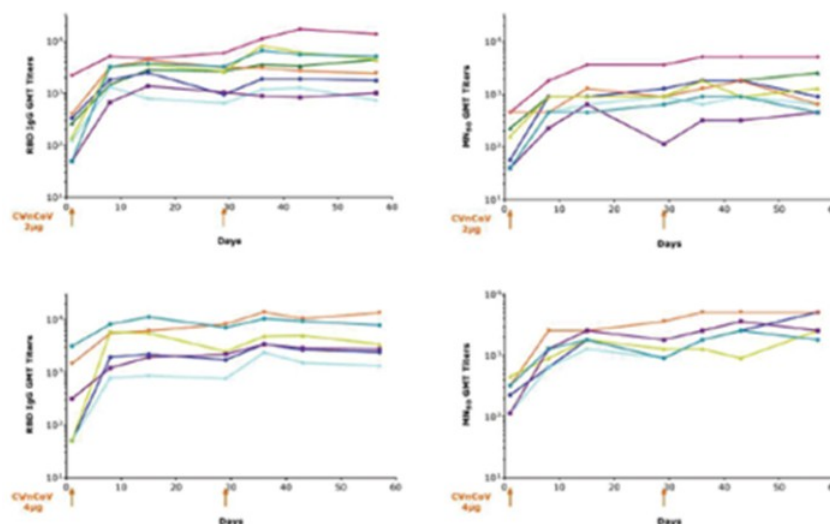 RBD IgG GMT Titers
10⁴
10³
10²
10¹
0 10 20 30 40 50 60
CVnCoV
2µg
Days
MN₅₀ GMT Titers
10⁴
10³
10²
10¹
0 10 20 30 40 50
CVnCoV
2µg
Days
RBD IgG GMT Titers
10⁴
10³
10²
10¹
0 10 20 30 40 50 60
CVnCoV
4µg
Days
MN₅₀ GMT Titers
10⁴
10³
10²
10¹
0 10 20 30 40 50
CVnCoV
4µg
Days